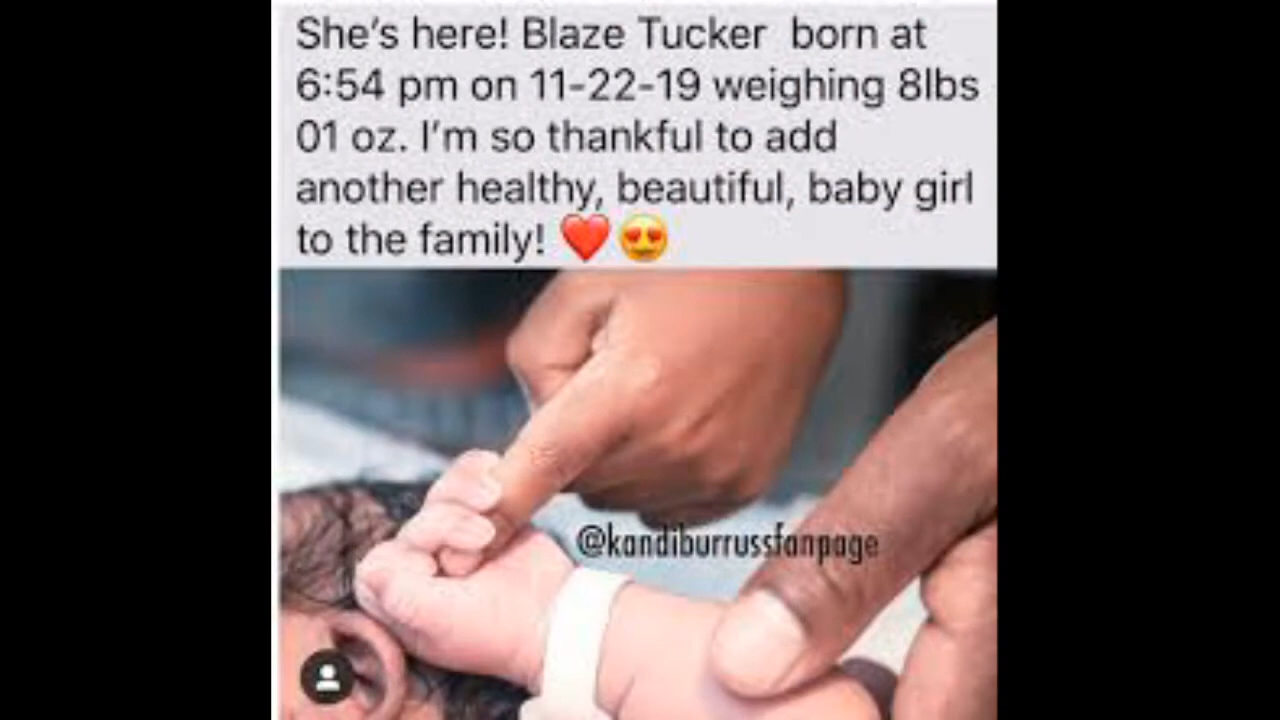 She's here! Blaze Tucker born at
6:54 pm on 11-22-19 weighing 8lbs
01 oz. I'm so thankful to add
another healthy, beautiful, baby girl
to the family! ❤️😍
@kandiburrussfanpage